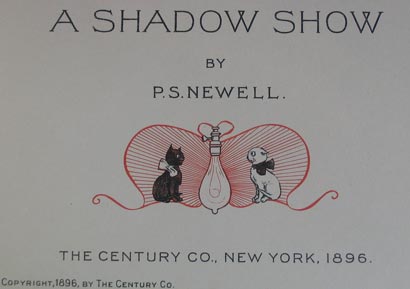 A SHADOW SHOW
BY
P.S. NEWELL.
THE CENTURY CO., NEW YORK, 1896.
COPYRIGHT, 1896, BY THE CENTURY CO.